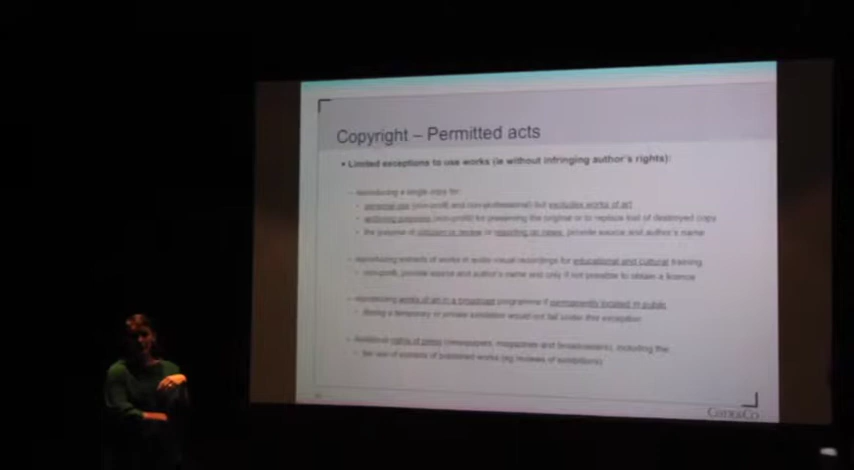 Copyright – Permitted acts
• Limited exceptions to use works (ie without infringing author's rights):
– reproducing a single copy for:
• personal use (non-profit and non-professional) but excludes works of art
• archiving purposes (non-profit) for preserving the original or to replace lost or destroyed copy
• the purpose of criticism or review or reporting on news, provide source and author's name
– reproducing extracts of works in audio visual recordings for educational and cultural training
• non-profit, provide source and author's name and only if not possible to obtain a licence
– reproducing works of art in a broadcast programme if permanently located in public
• filming a temporary or private exhibition would not fall under this exception
– Additional rights of press (newspapers, magazines and broadcasters), including the
• the use of extracts of published works (eg reviews of exhibitions)